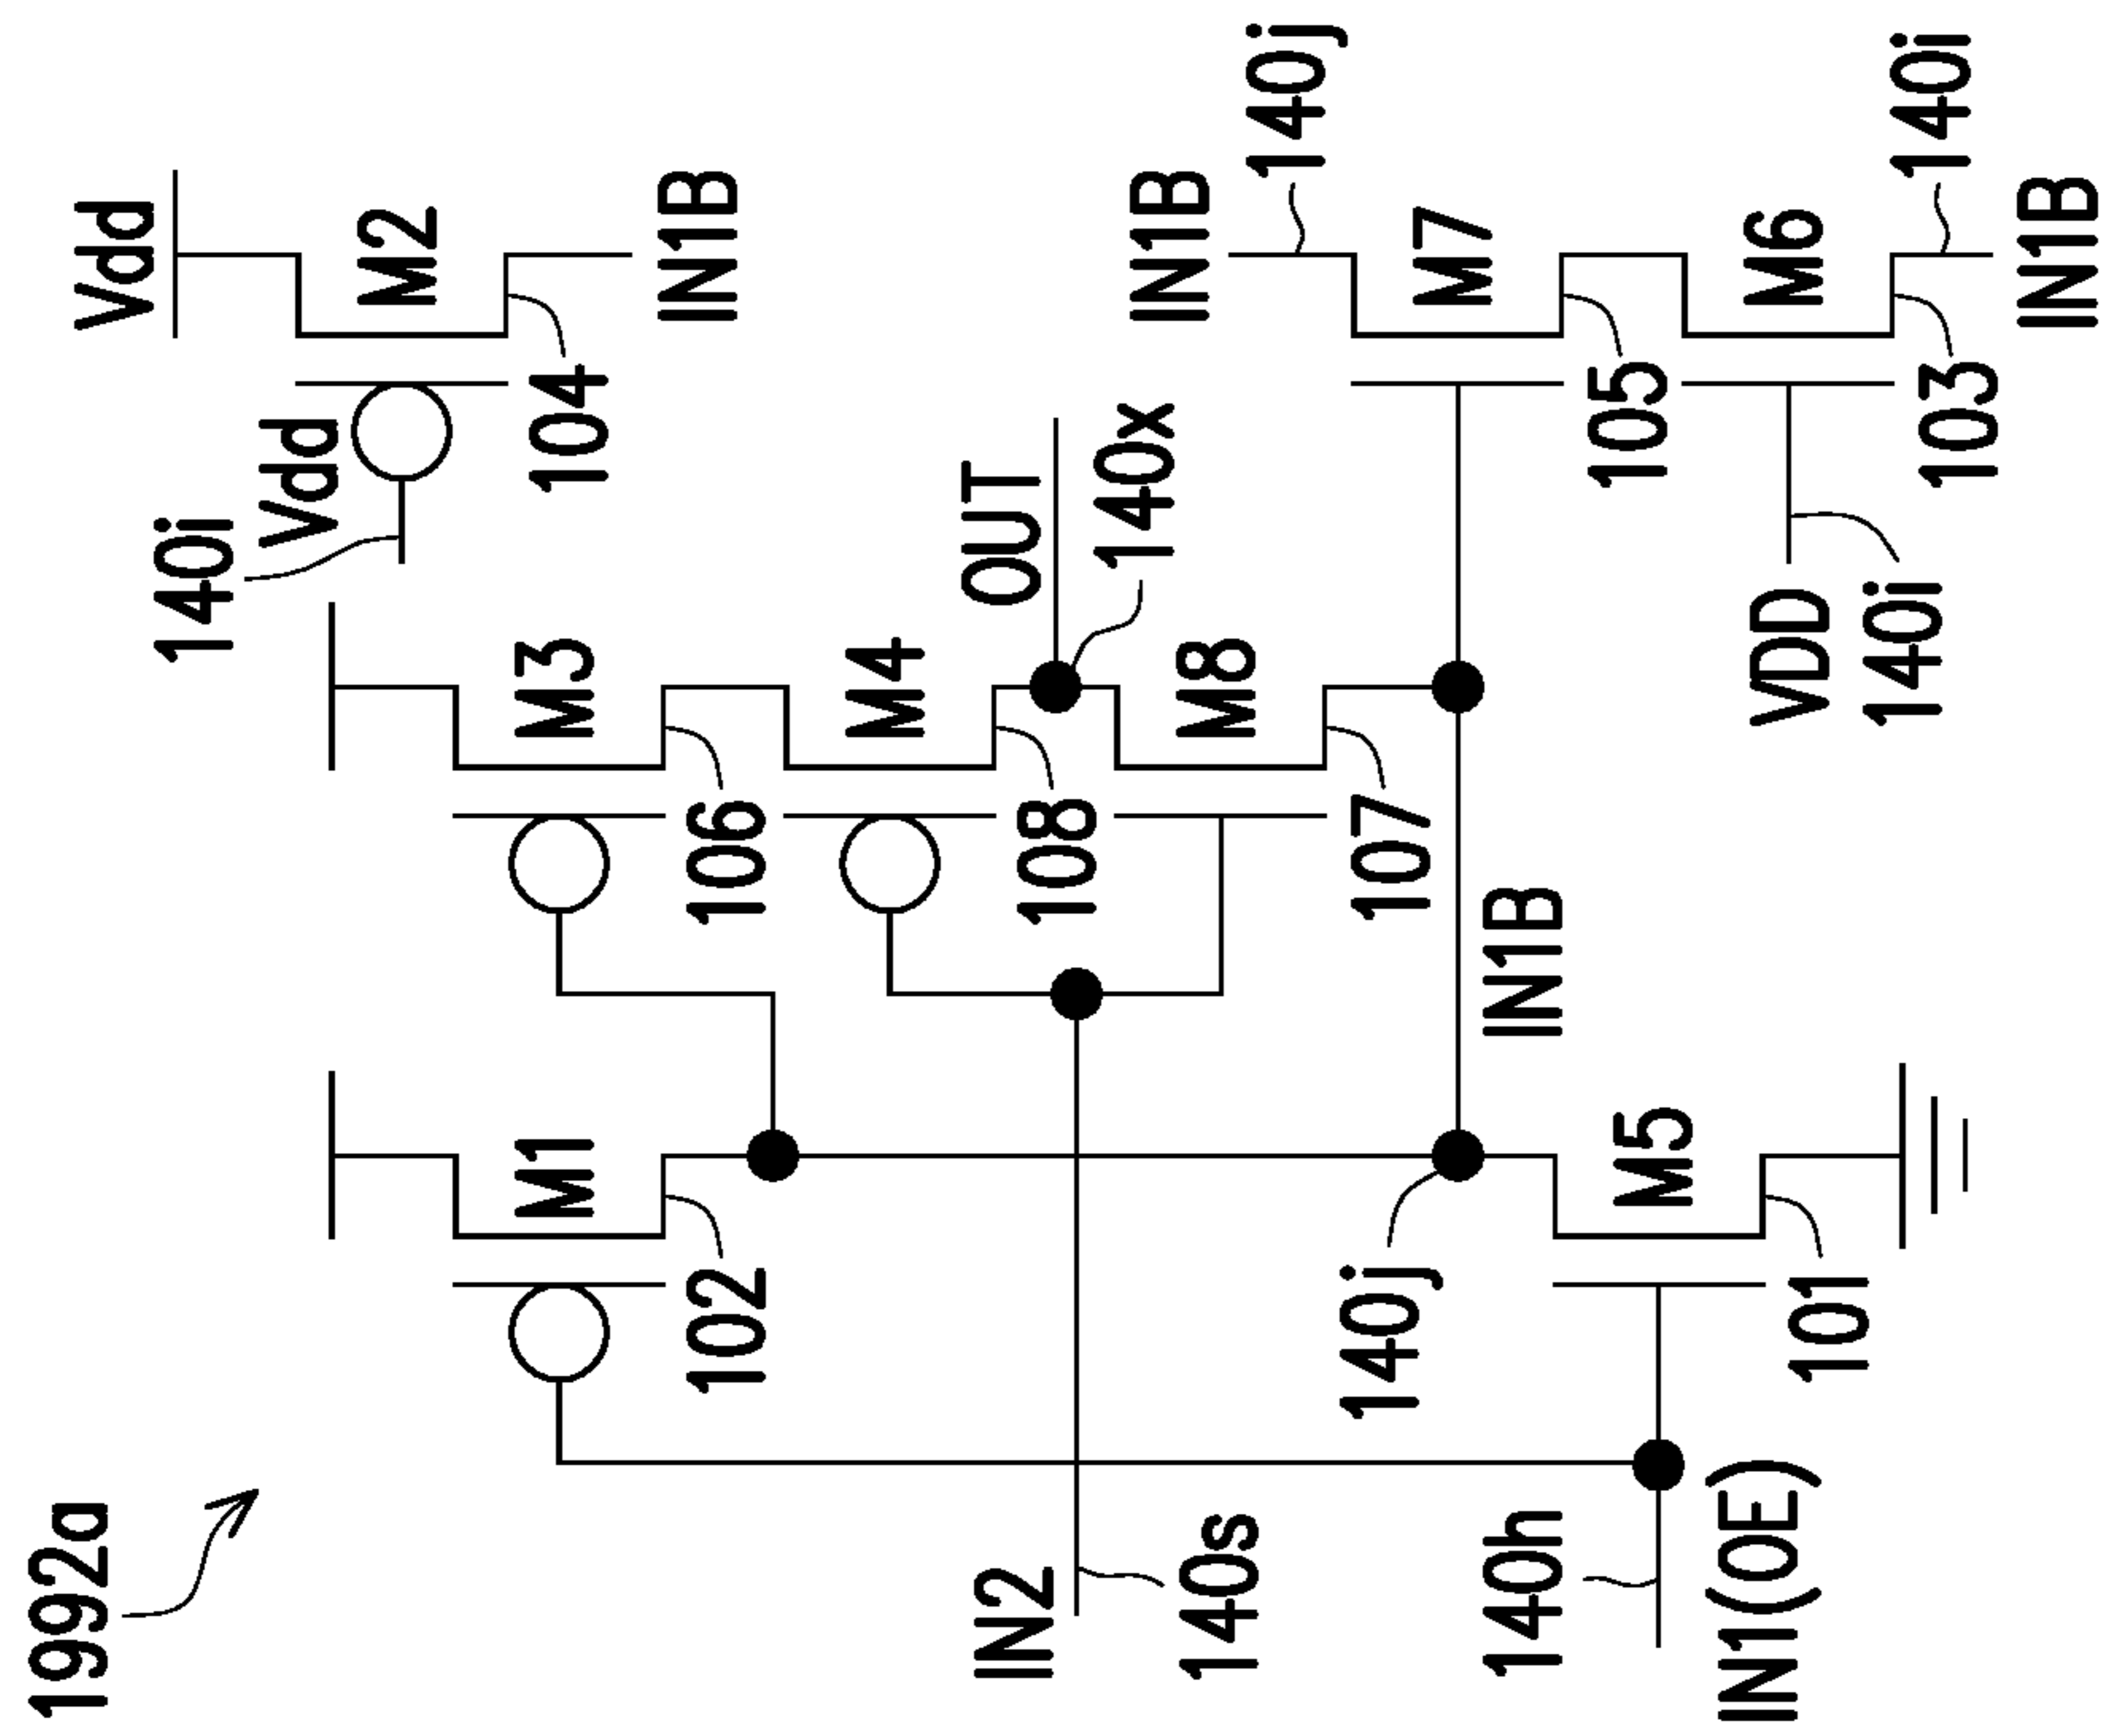 1992a
Vdd
M2
140i
Vdd
104
IN1B
M1
102
M3
106
M4
108
OUT
140x
M8
107
IN2
140s
140j
IN1B
IN1B
140j
M7
105
140h
IN1(OE)
M5
101
VDD
140i
M6
103
140i
IN1B